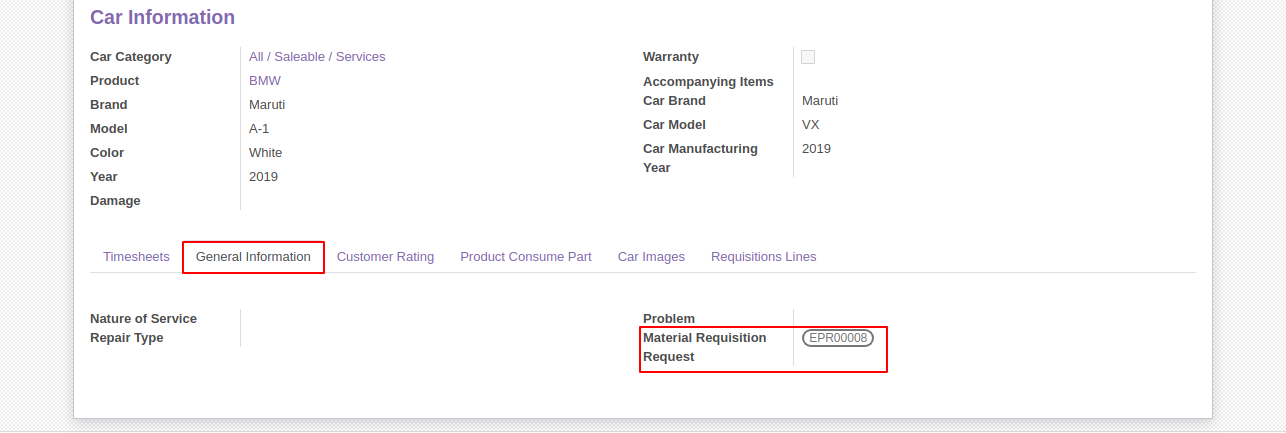 Car Information
Car Category All / Saleable / Services
Product BMW
Brand Maruti
Model A-1
Color White
Year 2019
Damage
Warranty
Accompanying Items
Car Brand Maruti
Car Model VX
Car Manufacturing 2019
Year
Timesheets General Information Customer Rating Product Consume Part Car Images Requisitions Lines
Nature of Service
Repair Type
Problem
Material Requisition EPR00008
Request